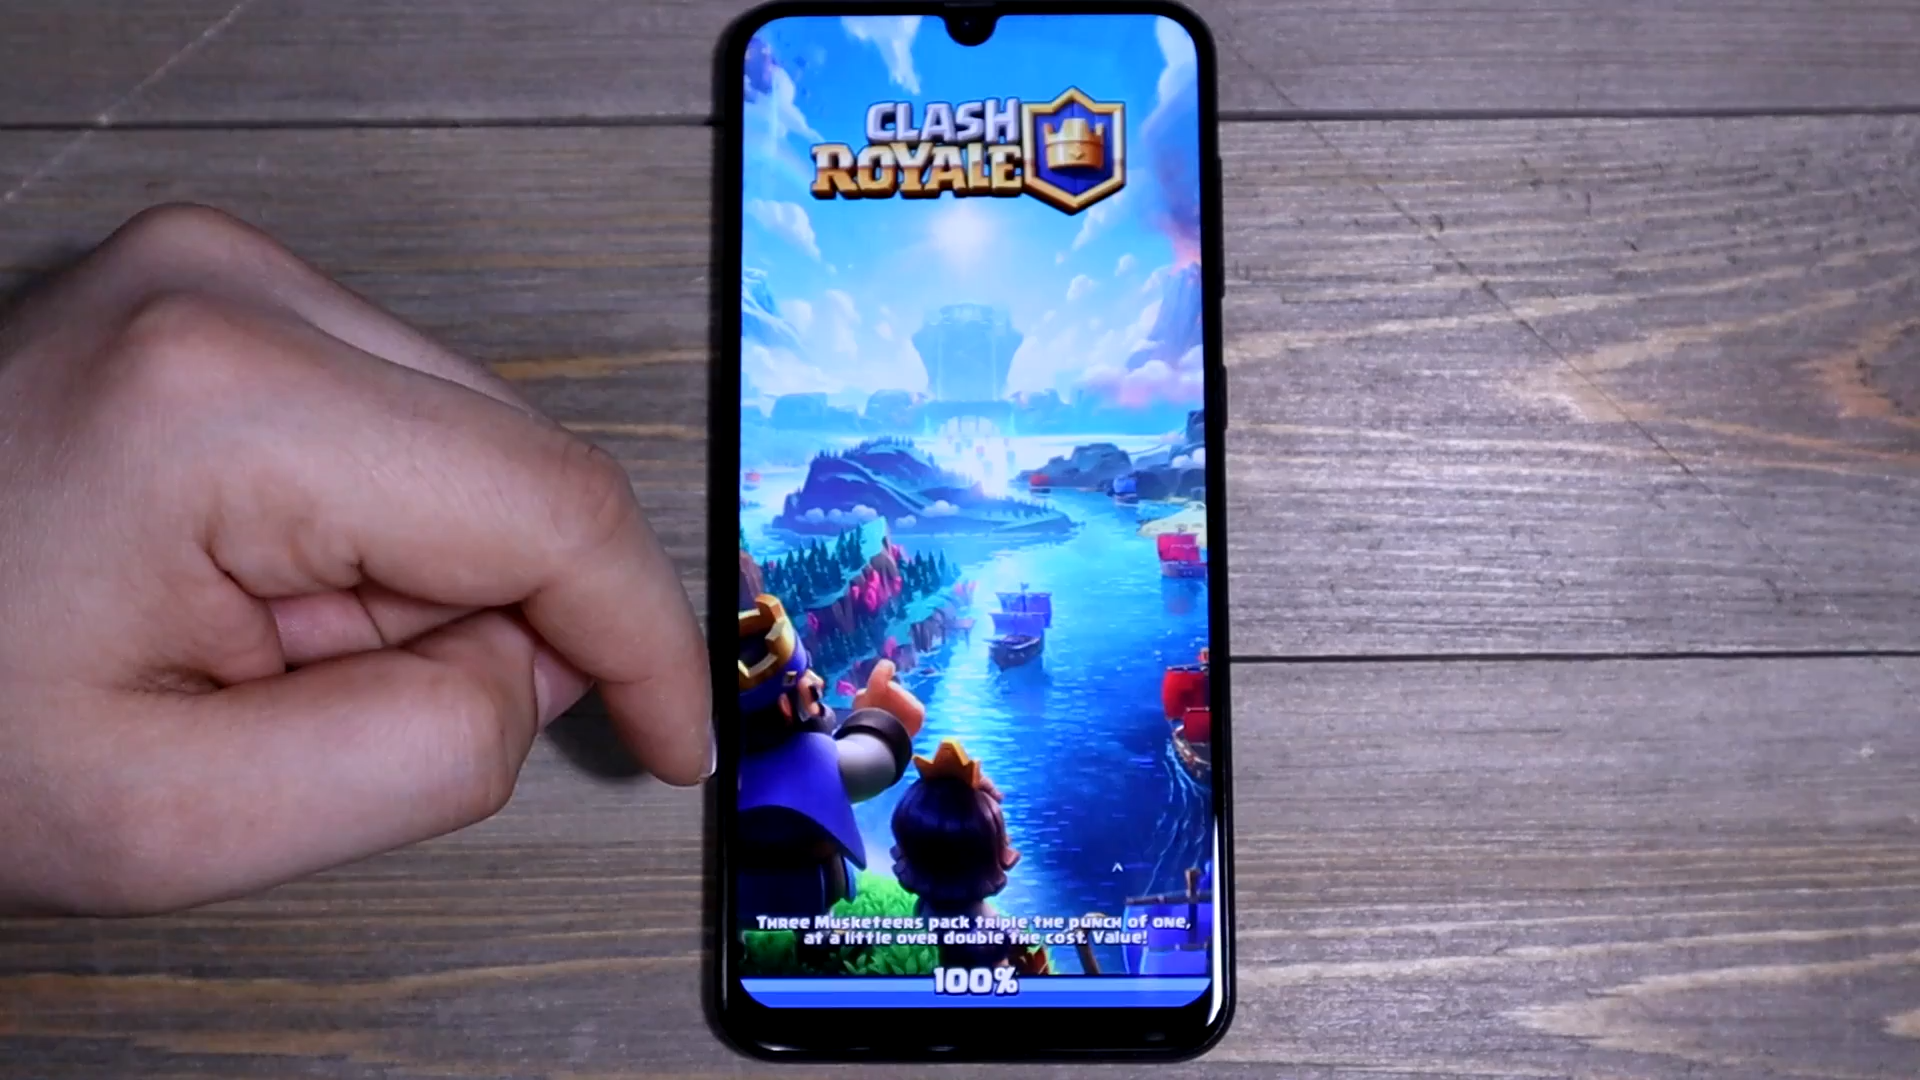 CLASH
ROYALE
Three Musketeers pack triple the punch of one,
at a little over double the cost. Value!
100%